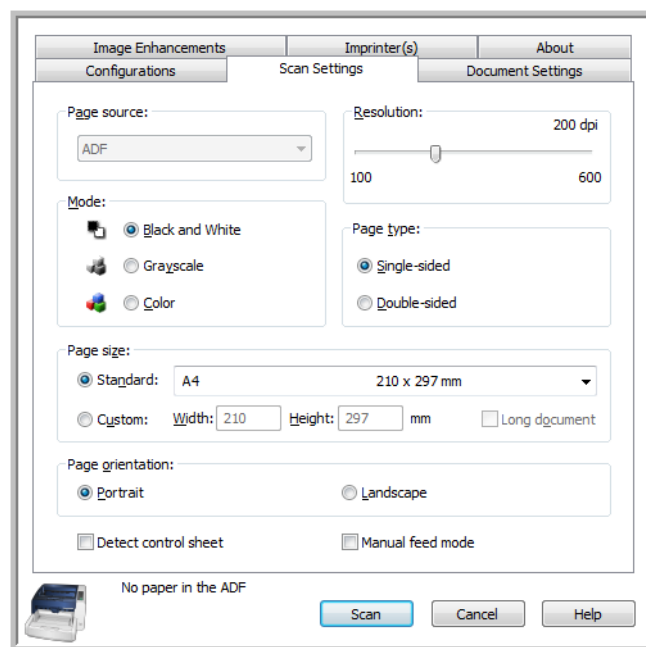 Image Enhancements Imprinter(s) About
Configurations Scan Settings Document Settings
Page source:
ADF
Resolution:
200 dpi
100 600
Mode:
Black and White
Grayscale
Color
Page type:
Single-sided
Double-sided
Page size:
Standard: A4 210 x 297 mm
Custom: Width: 210 Height: 297 mm Long document
Page orientation:
Portrait Landscape
Detect control sheet Manual feed mode
No paper in the ADF
Scan Cancel Help